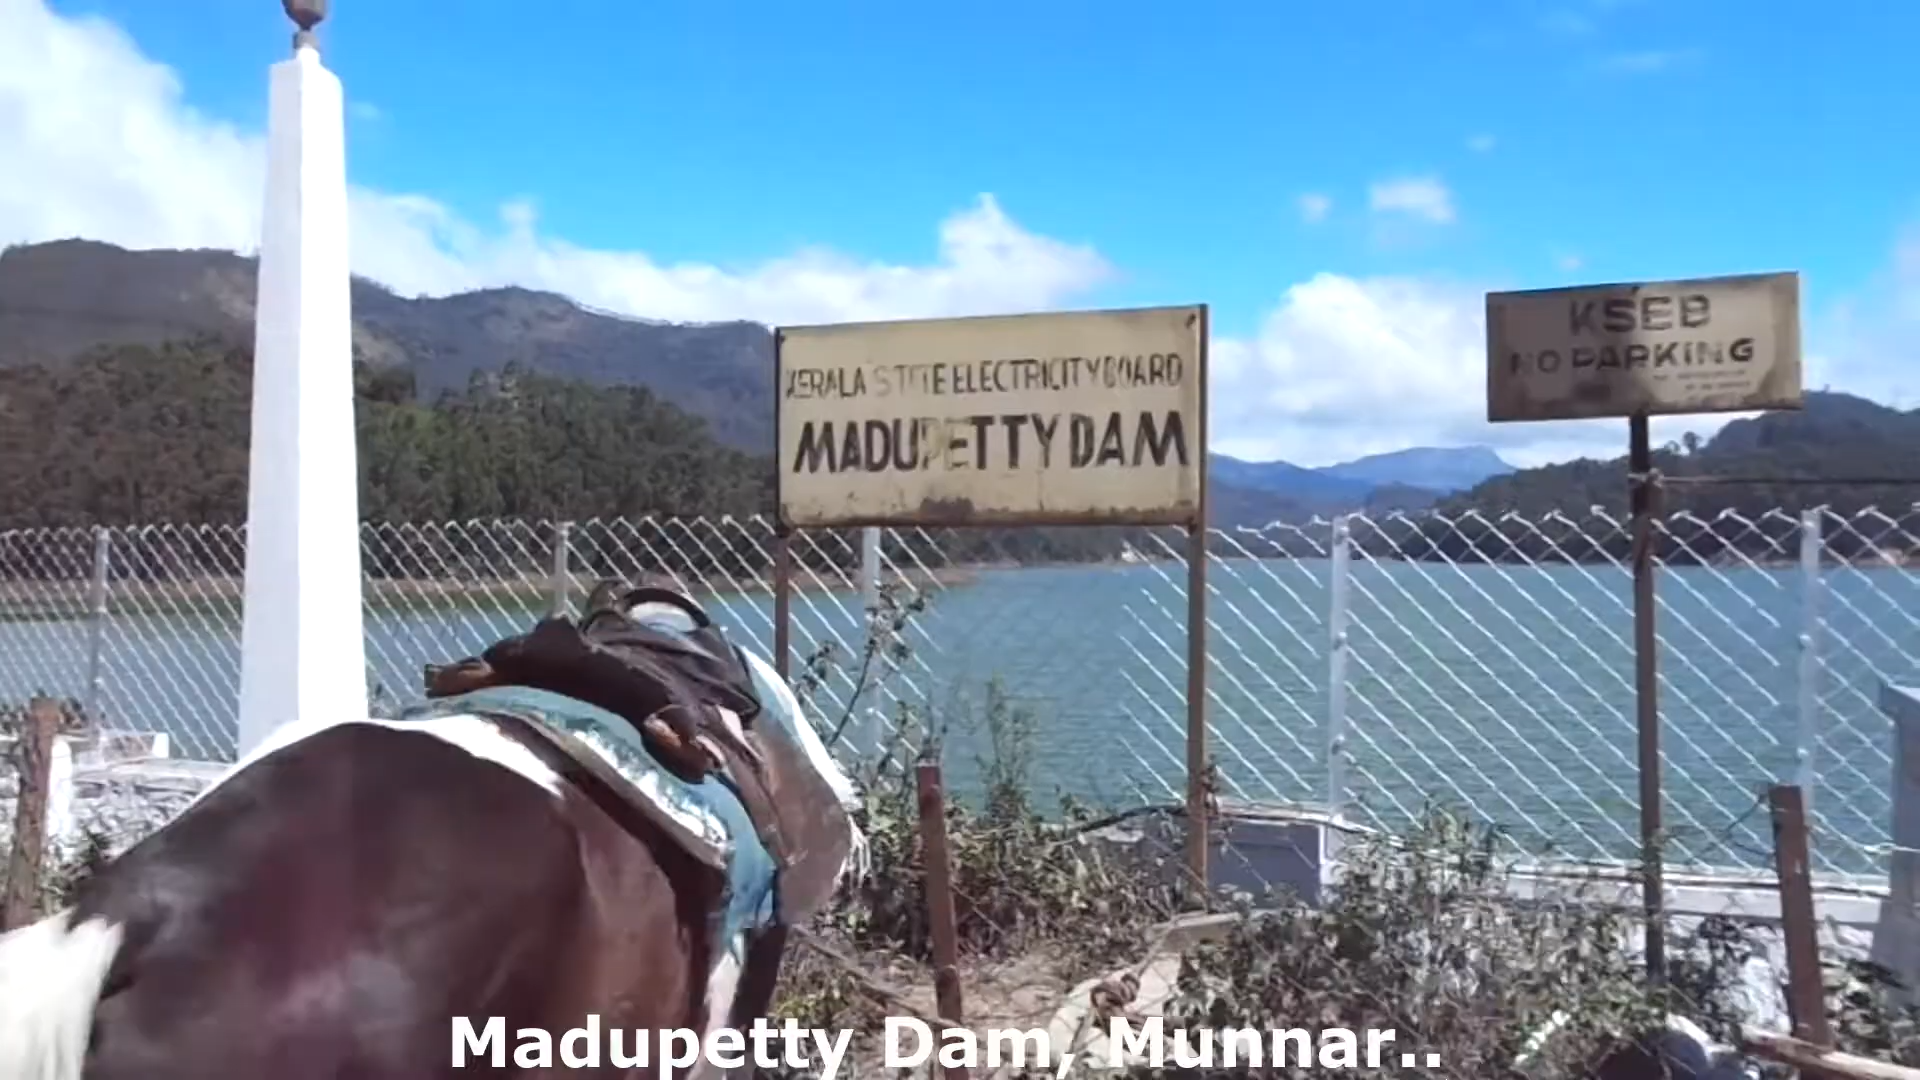 KERALA STATE ELECTRICITY BOARD
MADUPETTY DAM
KSEB
NO PARKING
Madupetty Dam, Munnar..